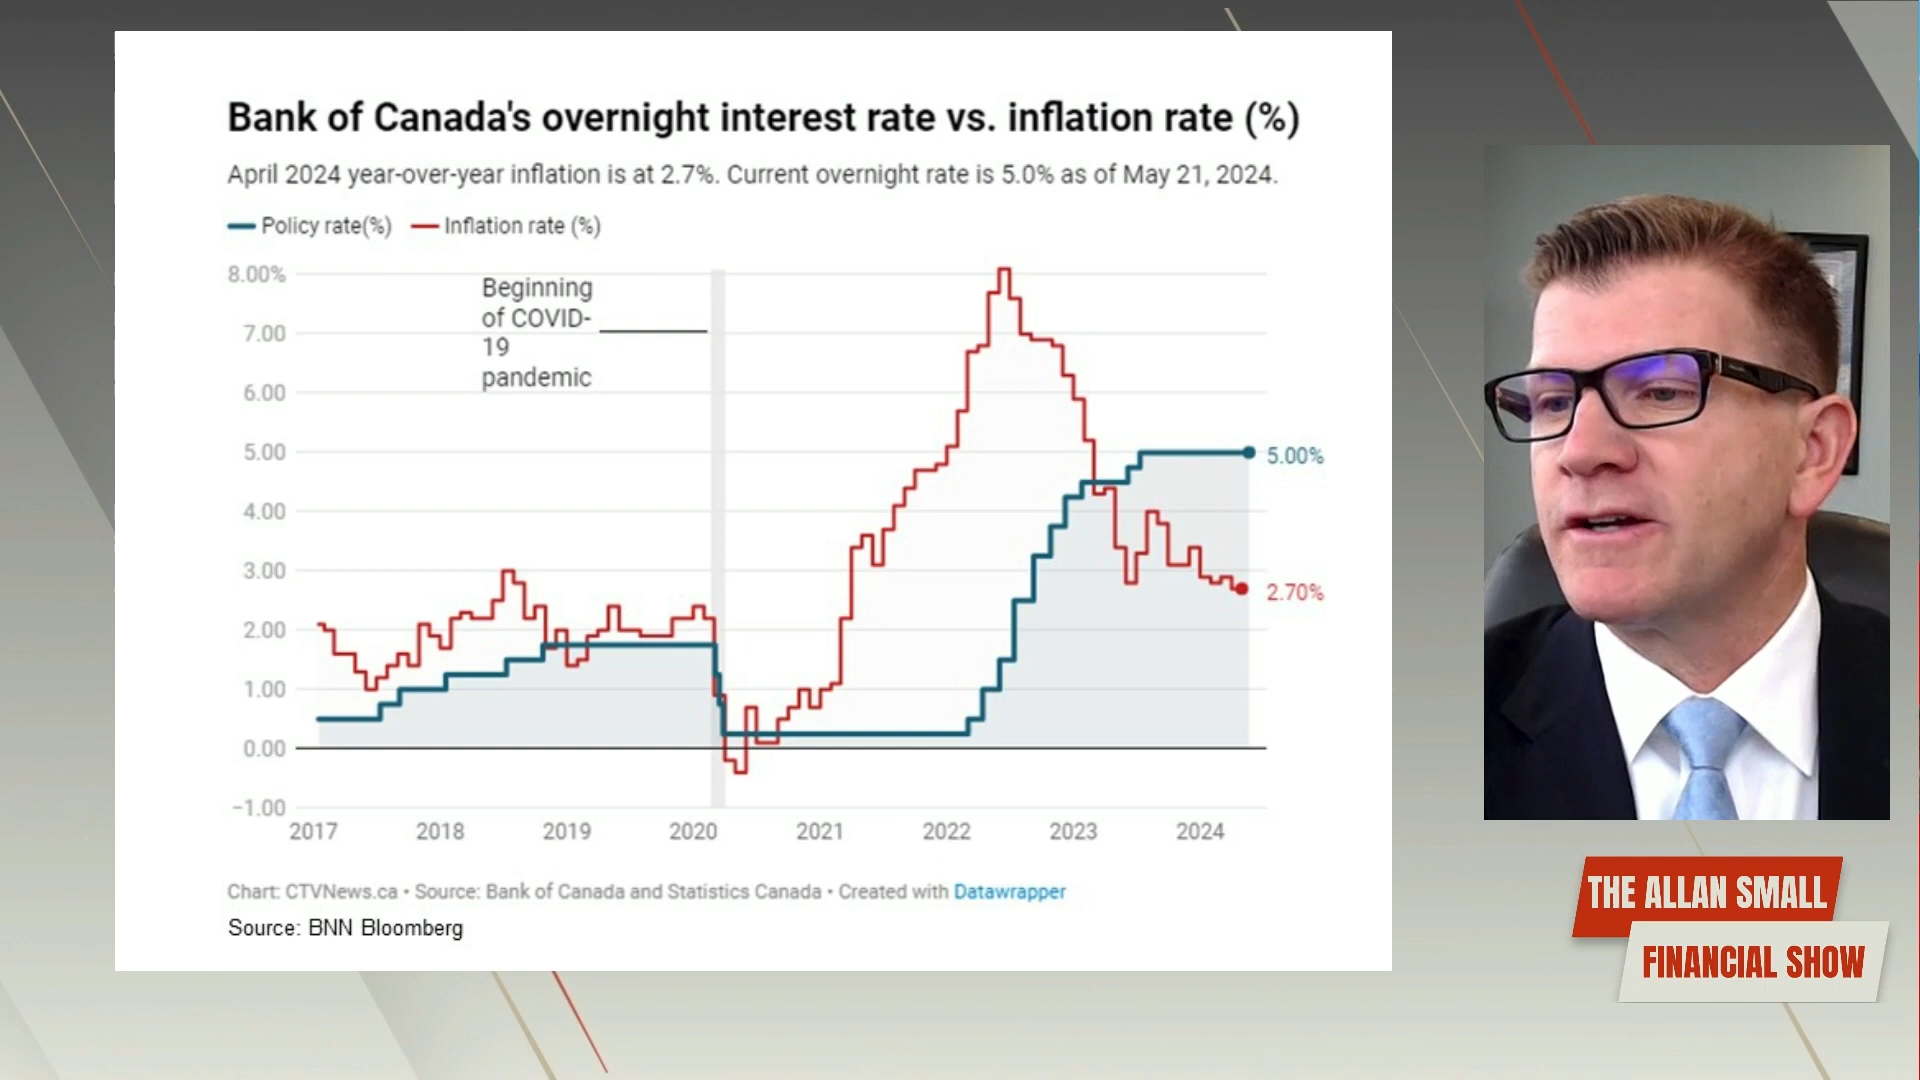 Bank of Canada's overnight interest rate vs. inflation rate (%)
April 2024 year-over-year inflation is at 2.7%. Current overnight rate is 5.0% as of May 21, 2024.
Policy rate(%) Inflation rate (%)
8.00%
7.00
6.00
5.00
4.00
3.00
2.00
1.00
0.00
−1.00
Beginning
of COVID-
19
pandemic
5.00%
2.70%
2017 2018 2019 2020 2021 2022 2023 2024
Chart: CTVNews.ca • Source: Bank of Canada and Statistics Canada • Created with Datawrapper
Source: BNN Bloomberg
THE ALLAN SMALL
FINANCIAL SHOW